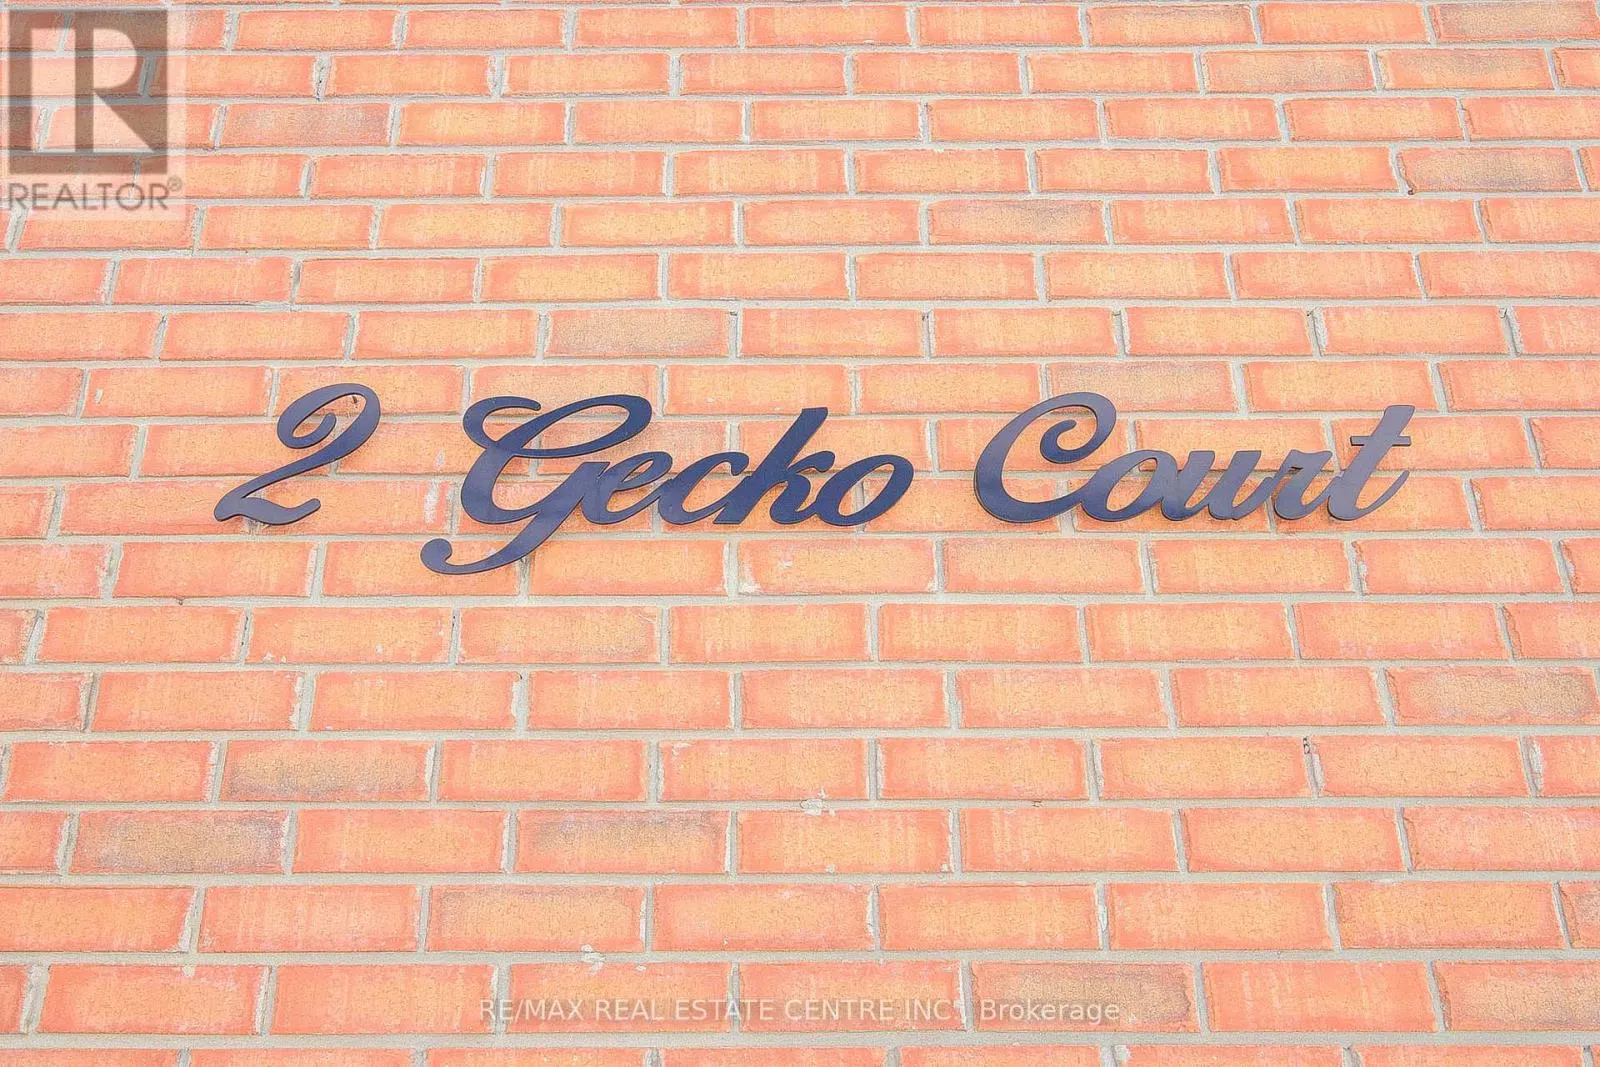 REALTOR®
2 Gecko Court
RE/MAX REAL ESTATE CENTRE INC., Brokerage